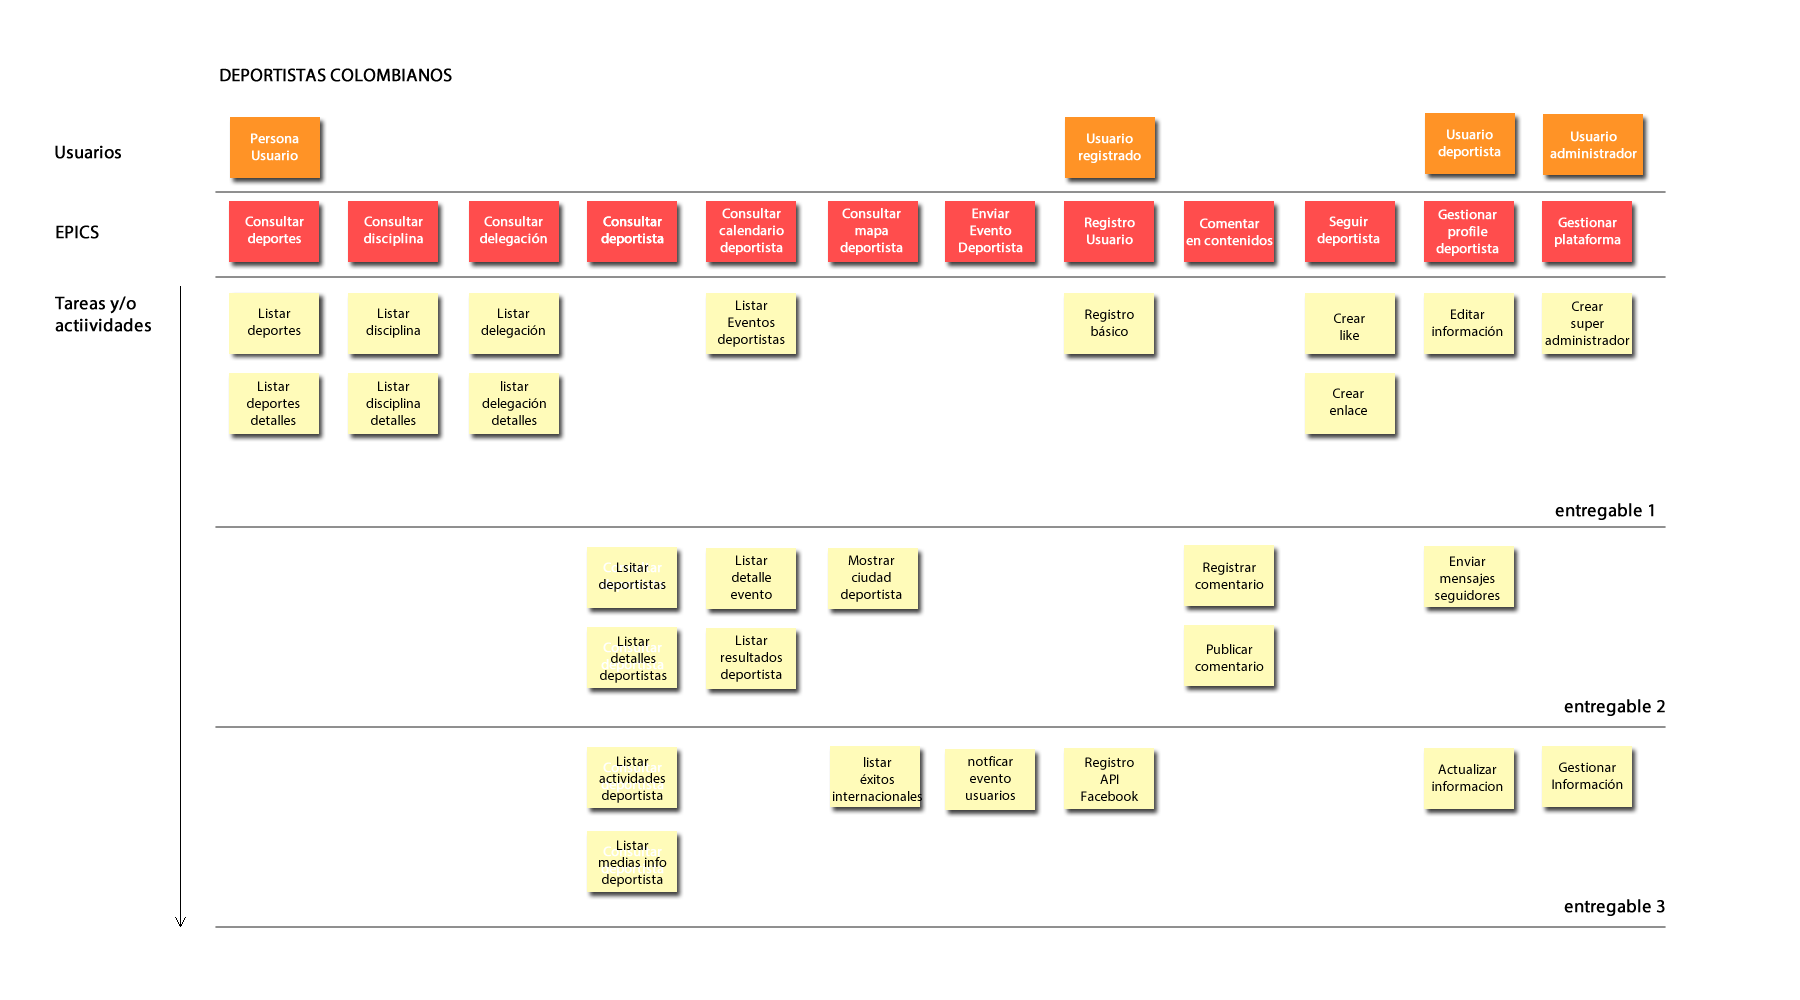 DEPORTISTAS COLOMBIANOS
Usuarios
Persona
Usuario
Usuario
registrado
Usuario
deportista
Usuario
administrador
EPICS
Consultar
deportes
Consultar
disciplina
Consultar
delegación
Consultar
deportista
Consultar
calendario
deportista
Consultar
mapa
deportista
Enviar
Evento
Deportista
Registro
Usuario
Comentar
en contenidos
Seguir
deportista
Gestionar
profile
deportista
Gestionar
plataforma
Tareas y/o
actiividades
Listar
deportes
Listar
disciplina
Listar
delegación
Listar
Eventos
deportistas
Registro
básico
Crear
like
Editar
información
Crear
super
administrador
Listar
deportes
detalles
Listar
disciplina
detalles
listar
delegación
detalles
Crear
enlace
entregable 1
Lsitar
deportistas
Listar
detalle
evento
Mostrar
ciudad
deportista
Registrar
comentario
Enviar
mensajes
seguidores
Listar
detalles
deportistas
Listar
resultados
deportista
Publicar
comentario
entregable 2
Listar
actividades
deportista
listar
éxitos
internacionales
notficar
evento
usuarios
Registro
API
Facebook
Actualizar
informacion
Gestionar
Información
Listar
medias info
deportista
entregable 3